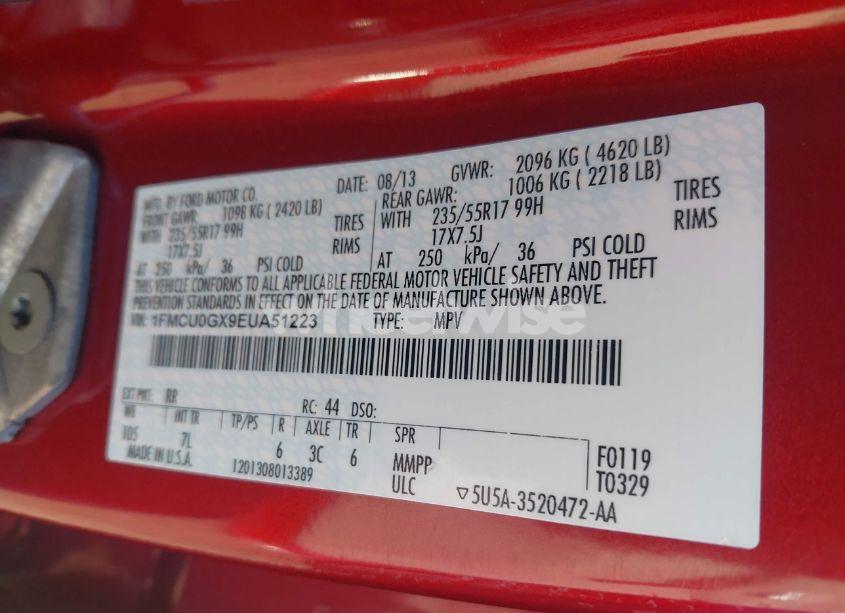 MFG. BY FORD MOTOR CO. DATE: 08/13 GVWR: 2096 KG ( 4620 LB)
FRONT GAWR: 1098 KG ( 2420 LB) REAR GAWR: 1006 KG ( 2218 LB)
WITH 235/55R17 99H TIRES WITH 235/55R17 99H TIRES
17X7.5J RIMS 17X7.5J RIMS
AT 250 kPa/ 36 PSI COLD AT 250 kPa/ 36 PSI COLD
THIS VEHICLE CONFORMS TO ALL APPLICABLE FEDERAL MOTOR VEHICLE SAFETY AND THEFT
PREVENTION STANDARDS IN EFFECT ON THE DATE OF MANUFACTURE SHOWN ABOVE.
VIN: 1FMCU0GX9EUA51223 TYPE: MPV
EXT PNT: RR RC: 44 DSO:
WB INT TR TP/PS R AXLE TR SPR
105 7L 6 3C 6 MMPP F0119
MADE IN U.S.A. 1201308013389 ULC T0329
▽5U5A-3520472-AA